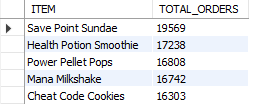 ITEM TOTAL_ORDERS
Save Point Sundae 19569
Health Potion Smoothie 17238
Power Pellet Pops 16808
Mana Milkshake 16742
Cheat Code Cookies 16303